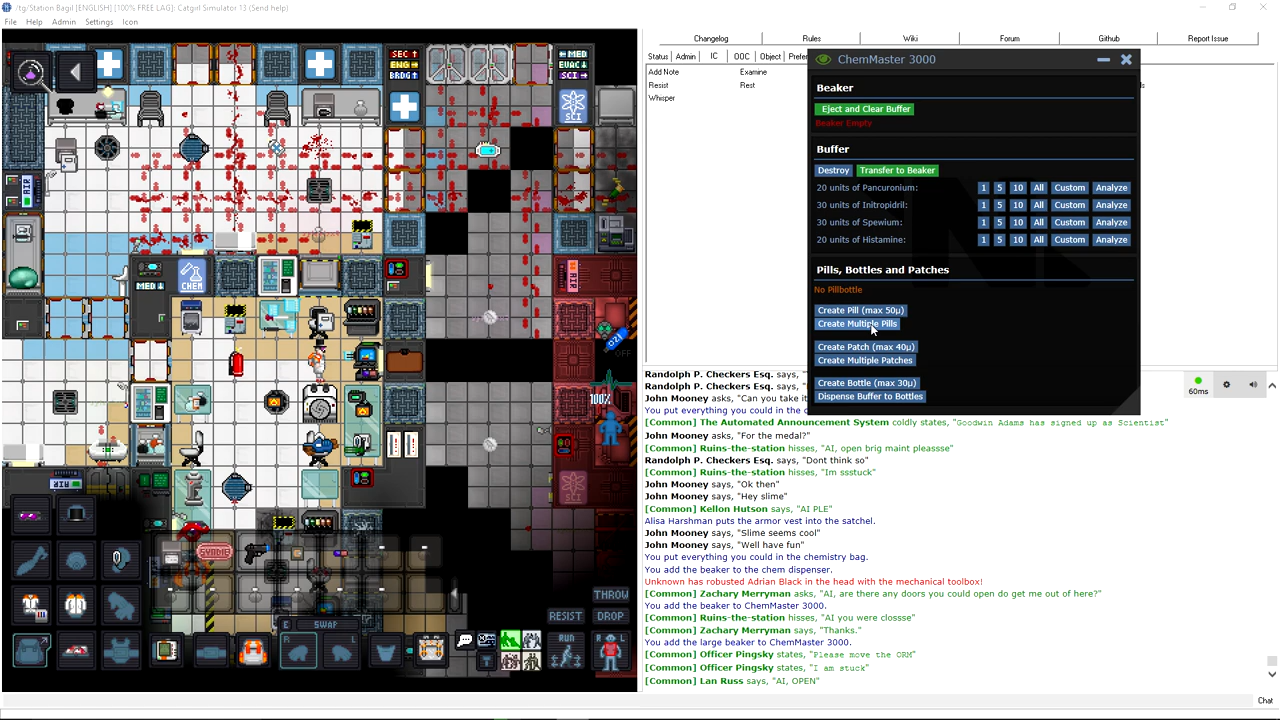 /tg/Station Bagil [ENGLISH] [100% FREE LAG]: Catgirl Simulator 13 (Send help)
File Help Admin Settings Icon
Changelog Rules Wiki Forum Github Report Issue
Status Admin IC OOC Object Prefer
Add Note Examine
Resist Rest
Whisper
ChemMaster 3000
Beaker
Eject and Clear Buffer
Beaker Empty
Buffer
Destroy Transfer to Beaker
20 units of Pancuronium: 1 5 10 All Custom Analyze
30 units of Initropidril: 1 5 10 All Custom Analyze
30 units of Spewium: 1 5 10 All Custom Analyze
20 units of Histamine: 1 5 10 All Custom Analyze
Pills, Bottles and Patches
No Pillbottle
Create Pill (max 50µ)
Create Multiple Pills
Create Patch (max 40µ)
Create Multiple Patches
Create Bottle (max 30µ)
Dispense Buffer to Bottles
60ms
Randolph P. Checkers Esq. says,
Randolph P. Checkers Esq. says, "
John Mooney asks, "Can you take it
You put everything you could in the c
[Common] The Automated Announcement System coldly states, "Goodwin Adams has signed up as Scientist"
John Mooney asks, "For the medal?"
[Common] Ruins-the-station hisses, "AI, open brig maint pleassse"
Randolph P. Checkers Esq. says, "Dont think so"
[Common] Ruins-the-station hisses, "Im ssstuck"
John Mooney says, "Ok then"
John Mooney says, "Hey slime"
[Common] Kellon Hutson says, "AI PLE"
Alisa Harshman puts the armor vest into the satchel.
John Mooney says, "Slime seems cool"
John Mooney says, "Well have fun"
You put everything you could in the chemistry bag.
You add the beaker to the chem dispenser.
Unknown has robusted Adrian Black in the head with the mechanical toolbox!
[Common] Zachary Merryman asks, "AI, are there any doors you could open do get me out of here?"
You add the beaker to ChemMaster 3000.
[Common] Ruins-the-station hisses, "AI you were clossse"
[Common] Zachary Merryman says, "Thanks."
You add the large beaker to ChemMaster 3000.
[Common] Officer Pingsky states, "Please move the ORM"
[Common] Officer Pingsky states, "I am stuck"
[Common] Lan Russ says, "AI, OPEN"
Chat
SEC
ENG
BRDG
MED
EVAC
SCI
SCI
AIR
MED
CHEM
AIR
OZI
OFF
100%
AIR
SCI
SYNDIE
THROW
RESIST DROP
E SWAP
R L RUN R L